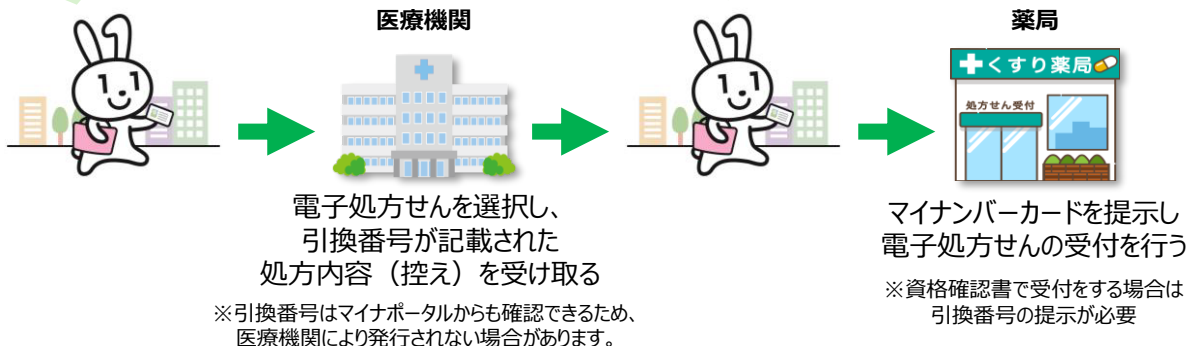 医療機関
薬局
くすり薬局
処方せん受付
電子処方せんを選択し、
引換番号が記載された
処方内容（控え）を受け取る
※引換番号はマイナポータルからも確認できるため、
医療機関により発行されない場合があります。
マイナンバーカードを提示し
電子処方せんの受付を行う
※資格確認書で受付をする場合は
引換番号の提示が必要